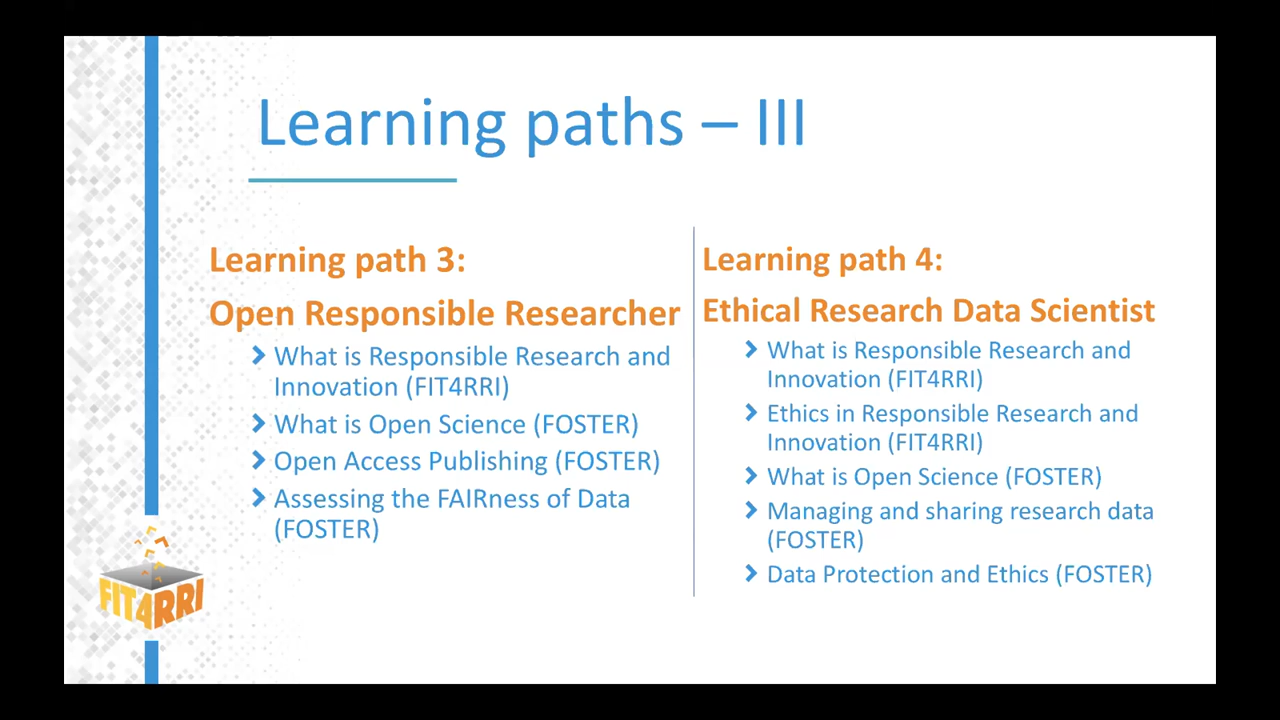 Learning paths – III
Learning path 3:
Open Responsible Researcher
What is Responsible Research and
Innovation (FIT4RRI)
What is Open Science (FOSTER)
Open Access Publishing (FOSTER)
Assessing the FAIRness of Data
(FOSTER)
Learning path 4:
Ethical Research Data Scientist
What is Responsible Research and
Innovation (FIT4RRI)
Ethics in Responsible Research and
Innovation (FIT4RRI)
What is Open Science (FOSTER)
Managing and sharing research data
(FOSTER)
Data Protection and Ethics (FOSTER)
FIT4RRI